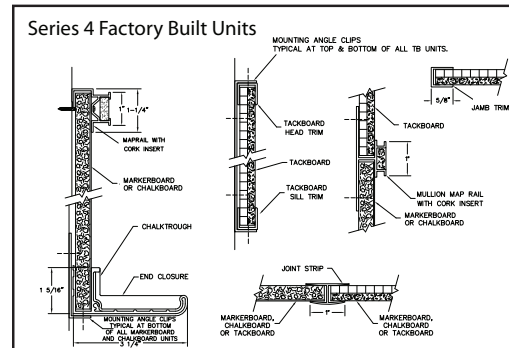 Series 4 Factory Built Units
MOUNTING ANGLE CLIPS
TYPICAL AT TOP & BOTTOM OF ALL TB UNITS.
1"
1-1/4"
MAPRAIL WITH
CORK INSERT
MARKERBOARD
OR CHALKBOARD
CHALKTROUGH
END CLOSURE
1 5/16"
MOUNTING ANGLE CLIPS
TYPICAL AT BOTTOM
OF ALL MARKERBOARD
AND CHALKBOARD UNITS
3 1/4"
TACKBOARD
HEAD TRIM
TACKBOARD
TACKBOARD
SILL TRIM
5/8"
JAMB TRIM
TACKBOARD
1"
MULLION MAP RAIL
WITH CORK INSERT
MARKERBOARD
OR CHALKBOARD
JOINT STRIP
1"
MARKERBOARD,
CHALKBOARD
OR TACKBOARD
MARKERBOARD,
CHALKBOARD
OR TACKBOARD